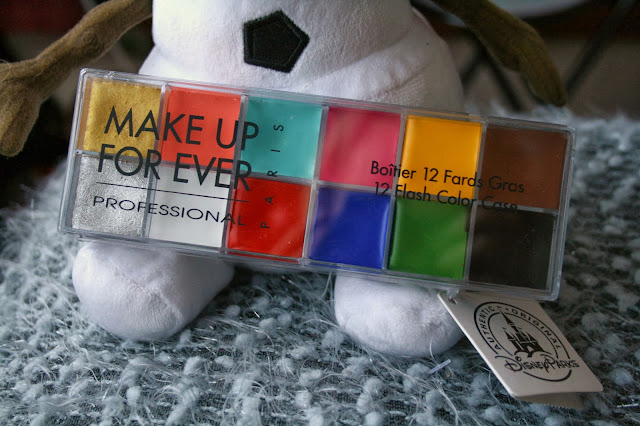 MAKE UP
FOR EVER
PROFESSIONAL
PARIS
Boîtier 12 Fards Gras
12 Flash Color Case
AUTHENTIC ORIGINAL
DISNEY PARKS